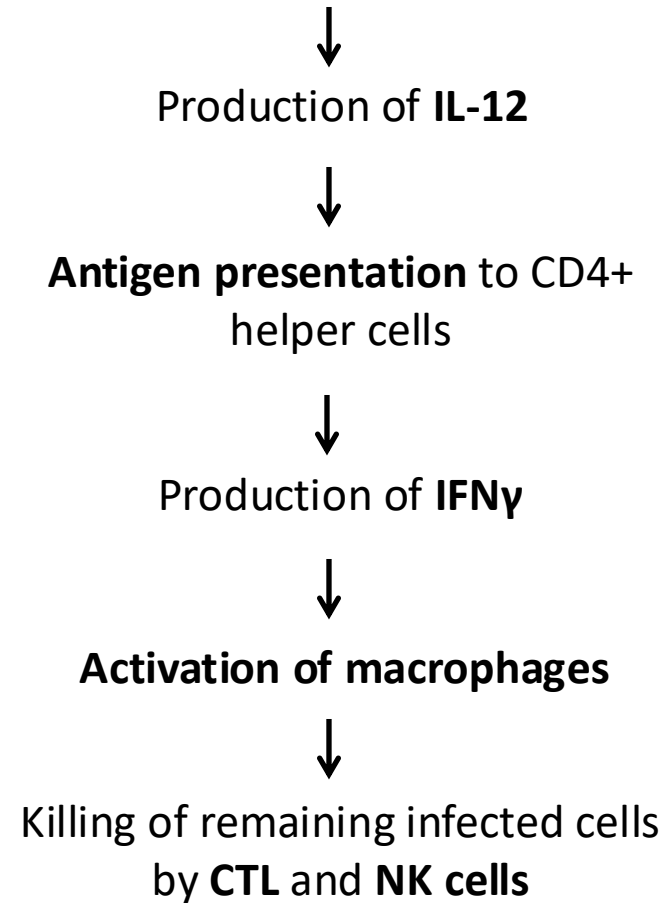 Production of IL-12
Antigen presentation to CD4+
helper cells
Production of IFNγ
Activation of macrophages
Killing of remaining infected cells
by CTL and NK cells